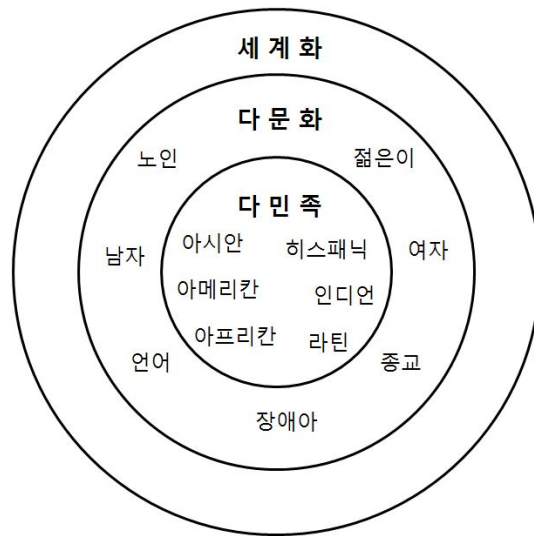 세 계 화
다 문 화
노인
젊은이
다 민 족
아시안
히스패닉
남자
여자
아메리칸
인디언
아프리칸
라틴
언어
종교
장애아